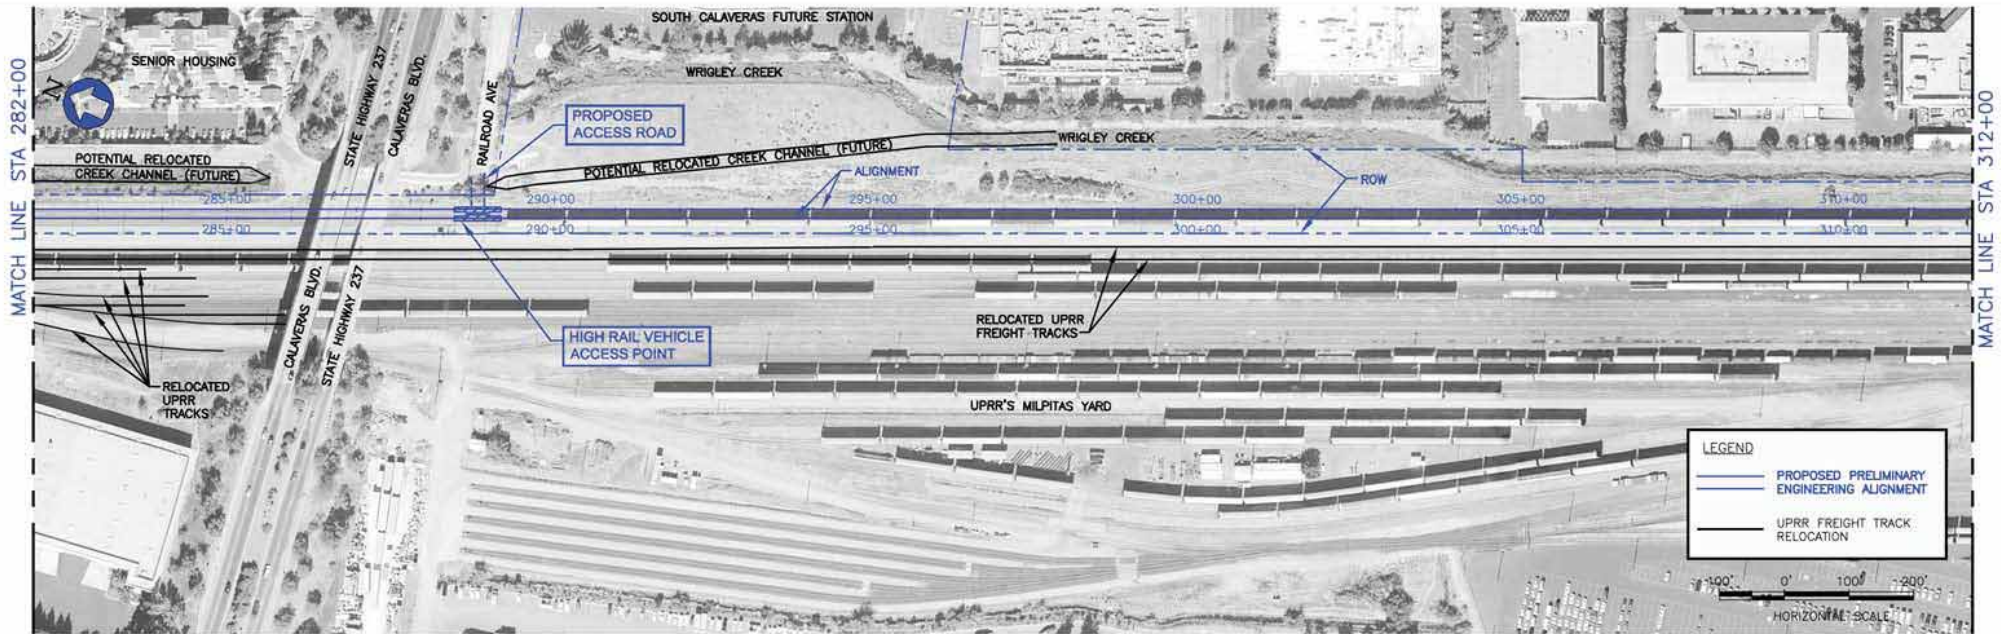 SOUTH CALAVERAS FUTURE STATION
SENIOR HOUSING
WRIGLEY CREEK
N
MATCH LINE STA 282+00
STATE HIGHWAY 237
CALAVERAS BLVD.
RAILROAD AVE
PROPOSED
ACCESS ROAD
POTENTIAL RELOCATED
CREEK CHANNEL (FUTURE)
POTENTIAL RELOCATED CREEK CHANNEL (FUTURE)
WRIGLEY CREEK
ALIGNMENT
ROW
MATCH LINE STA 312+00
285+00
290+00
295+00
300+00
305+00
310+00
285+00
290+00
295+00
300+00
305+00
310+00
CALAVERAS BLVD.
STATE HIGHWAY 237
HIGH RAIL VEHICLE
ACCESS POINT
RELOCATED UPRR
FREIGHT TRACKS
RELOCATED
UPRR
TRACKS
UPRR'S MILPITAS YARD
LEGEND
PROPOSED PRELIMINARY
ENGINEERING ALIGNMENT
UPRR FREIGHT TRACK
RELOCATION
100' 0' 100' 200'
HORIZONTAL SCALE